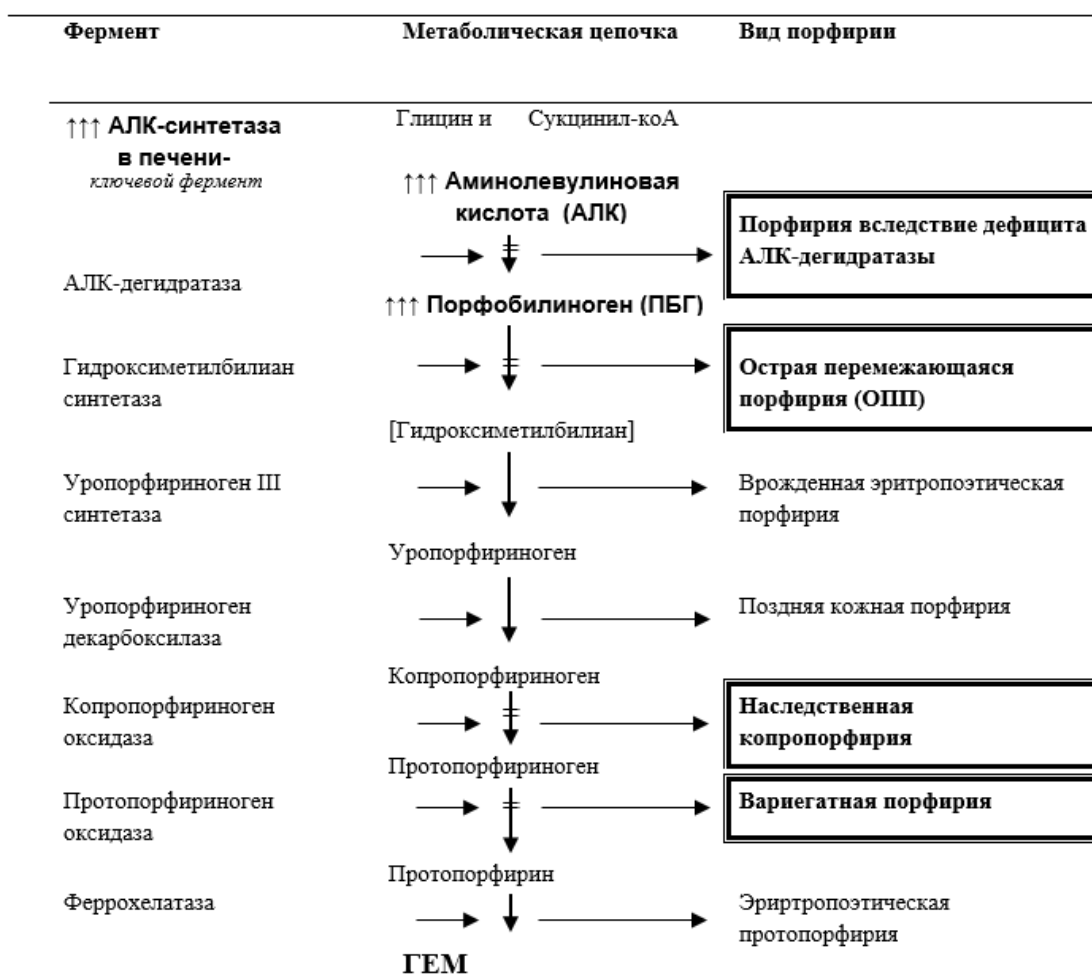 Фермент Метаболическая цепочка Вид порфирии
↑↑↑ АЛК-синтетаза Глицин и Сукцинил-коА
в печени-
ключевой фермент ↑↑↑ Аминолевулиновая
кислота (АЛК)
Порфирия вследствие дефицита
АЛК-дегидратазы
АЛК-дегидратаза
↑↑↑ Порфобилиноген (ПБГ)
Гидроксиметилбилиан Острая перемежающаяся
синтетаза порфирия (ОПП)
[Гидроксиметилбилиан]
Уропорфириноген III Врожденная эритропоэтическая
синтетаза порфирия
Уропорфириноген
Уропорфириноген Поздняя кожная порфирия
декарбоксилаза
Копропорфириноген
Копропорфириноген Наследственная
оксидаза копропорфирия
Протопорфириноген
Протопорфириноген Вариегатная порфирия
оксидаза
Протопорфирин
Феррохелатаза Эриртропоэтическая
протопорфирия
ГЕМ